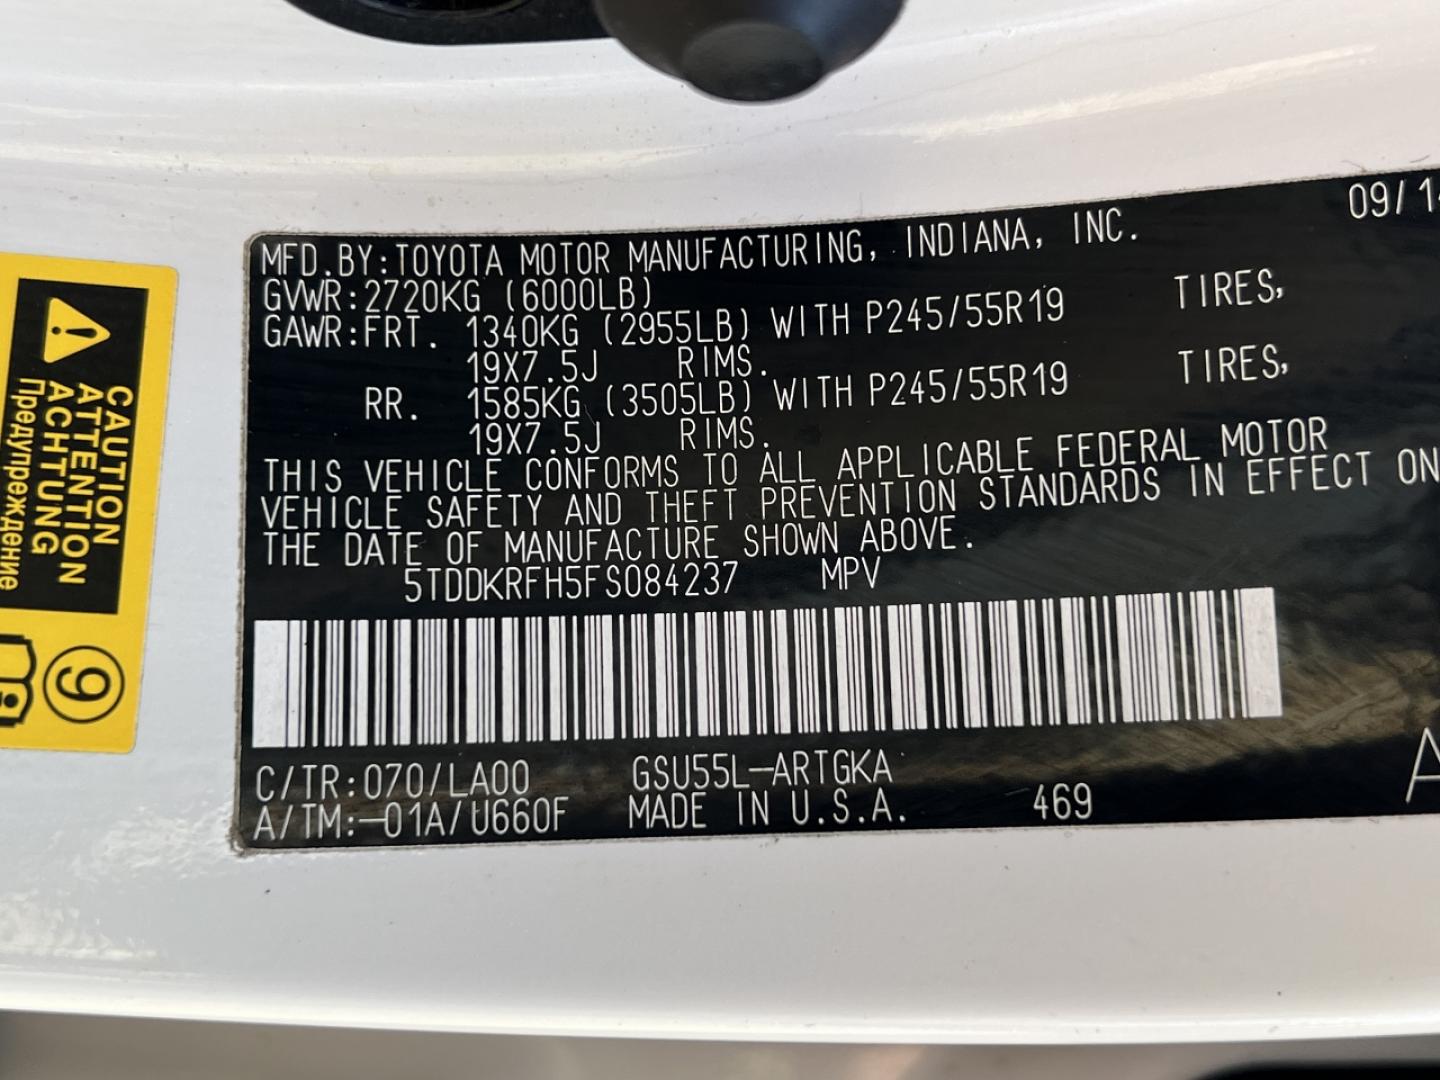 09/14
MFD.BY:TOYOTA MOTOR MANUFACTURING, INDIANA, INC.
GVWR:2720KG (6000LB)
GAWR:FRT. 1340KG (2955LB) WITH P245/55R19 TIRES,
19X7.5J RIMS.
RR. 1585KG (3505LB) WITH P245/55R19 TIRES,
19X7.5J RIMS.
THIS VEHICLE CONFORMS TO ALL APPLICABLE FEDERAL MOTOR
VEHICLE SAFETY AND THEFT PREVENTION STANDARDS IN EFFECT ON
THE DATE OF MANUFACTURE SHOWN ABOVE.
5TDDKRFH5FS084237 MPV
C/TR:070/LA00 GSU55L-ARTGKA
A/TM:-01A/U660F MADE IN U.S.A. 469
A
CAUTION
ATTENTION
ACHTUNG
Предупреждение
9